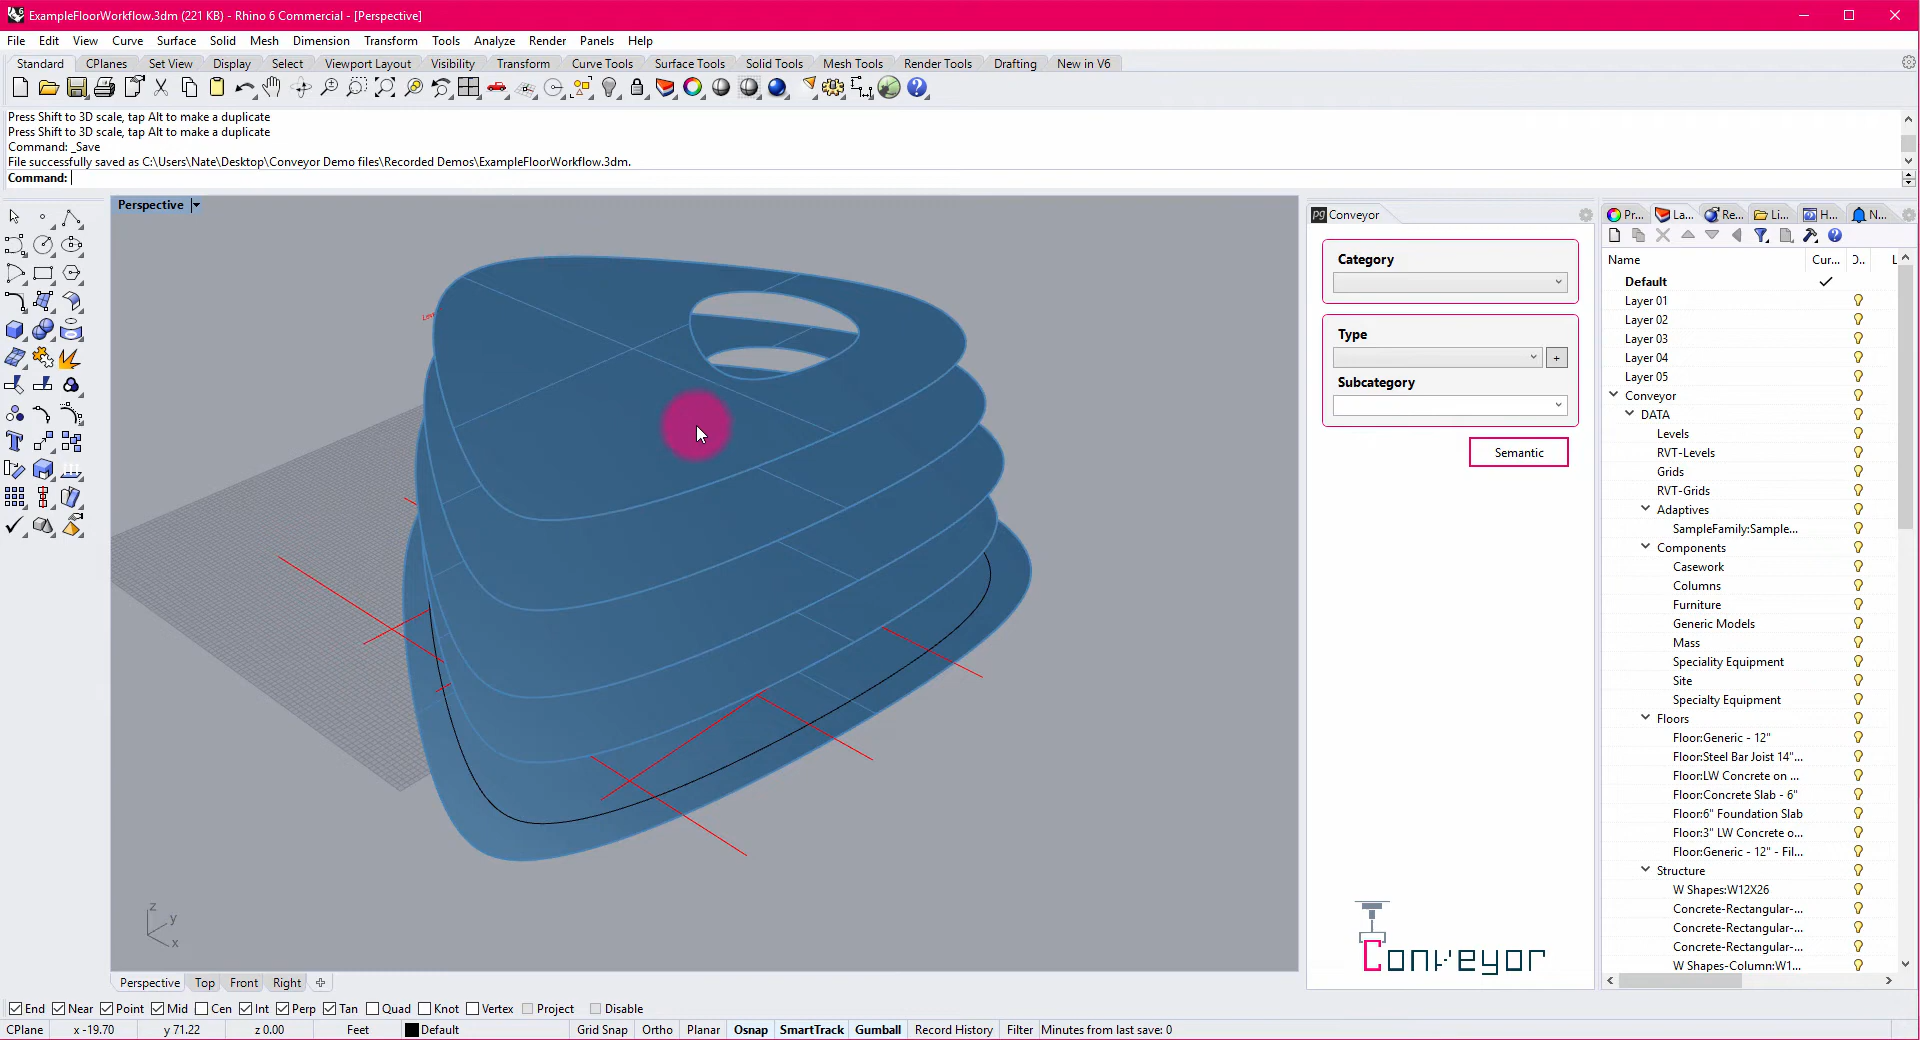 ExampleFloorWorkflow.3dm (221 KB) - Rhino 6 Commercial - [Perspective]
File Edit View Curve Surface Solid Mesh Dimension Transform Tools Analyze Render Panels Help
Standard CPlanes Set View Display Select Viewport Layout Visibility Transform Curve Tools Surface Tools Solid Tools Mesh Tools Render Tools Drafting New in V6
Press Shift to 3D scale, tap Alt to make a duplicate
Press Shift to 3D scale, tap Alt to make a duplicate
Command: _Save
File successfully saved as C:\Users\Nate\Desktop\Conveyor Demo files\Recorded Demos\ExampleFloorWorkflow.3dm.
Command:
Perspective
z
y
x
Perspective Top Front Right
pg Conveyor
Category
Type
+
Subcategory
Semantic
Conveyor
Pr... La... Re... Li... H... N...
Name Cur... L
Default
Layer 01
Layer 02
Layer 03
Layer 04
Layer 05
Conveyor
DATA
Levels
RVT-Levels
Grids
RVT-Grids
Adaptives
SampleFamily:Sample...
Components
Casework
Columns
Furniture
Generic Models
Mass
Speciality Equipment
Site
Specialty Equipment
Floors
Floor:Generic - 12"
Floor:Steel Bar Joist 14"...
Floor:LW Concrete on ...
Floor:Concrete Slab - 6"
Floor:6" Foundation Slab
Floor:3" LW Concrete o...
Floor:Generic - 12" - Fil...
Structure
W Shapes:W12X26
Concrete-Rectangular-...
Concrete-Rectangular-...
Concrete-Rectangular-...
W Shapes-Column:W1...
End Near Point Mid Cen Int Perp Tan Quad Knot Vertex Project Disable
CPlane x -19.70 y 71.22 z 0.00 Feet Default Grid Snap Ortho Planar Osnap SmartTrack Gumball Record History Filter Minutes from last save: 0